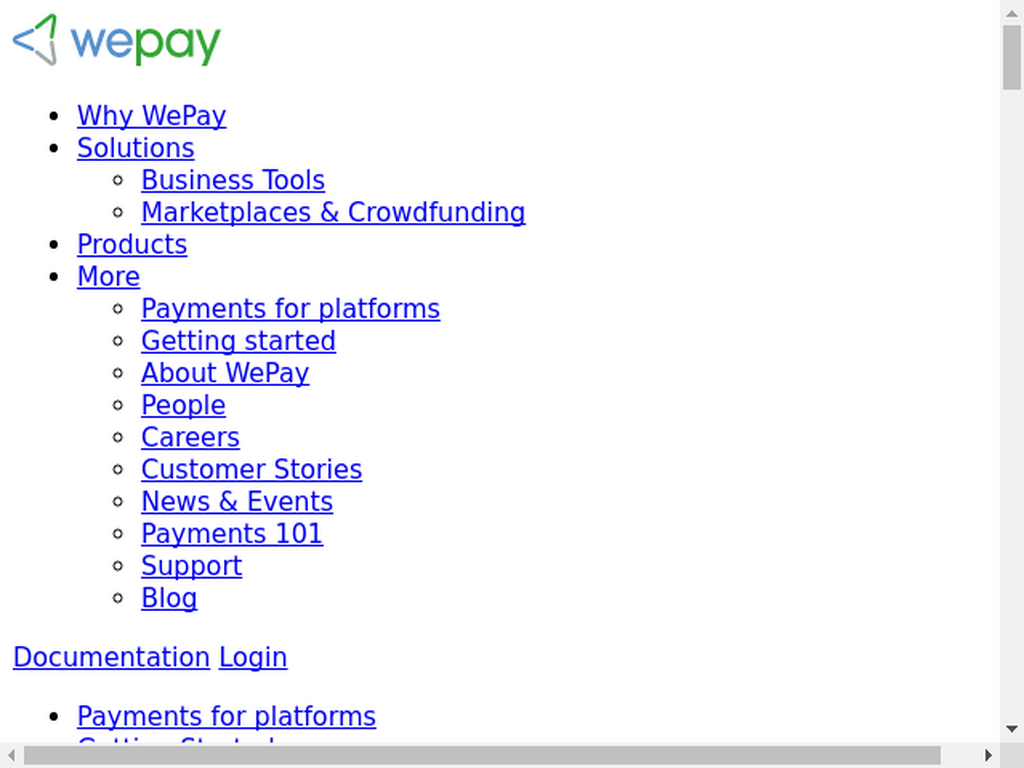 wepay
Why WePay
Solutions
Business Tools
Marketplaces & Crowdfunding
Products
More
Payments for platforms
Getting started
About WePay
People
Careers
Customer Stories
News & Events
Payments 101
Support
Blog
Documentation Login
Payments for platforms